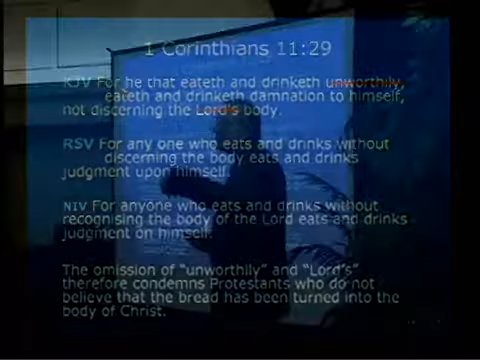 1 Corinthians 11:29
KJV For he that eateth and drinketh unworthily,
eateth and drinketh damnation to himself,
not discerning the Lord's body.
RSV For any one who eats and drinks without
discerning the body eats and drinks
judgment upon himself.
NIV For anyone who eats and drinks without
recognising the body of the Lord eats and drinks
judgment on himself.
The omission of "unworthily" and "Lord's"
therefore condemns Protestants who do not
believe that the bread has been turned into the
body of Christ.